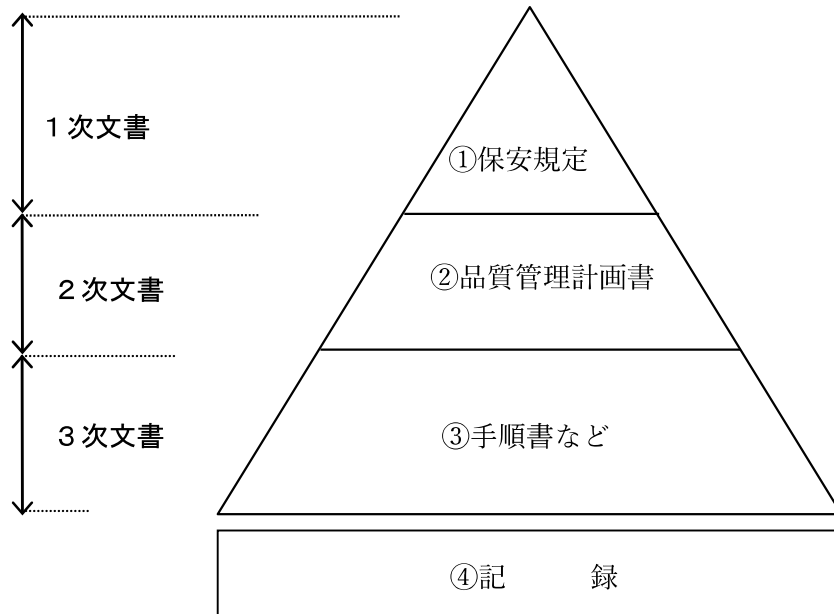 １次文書
①保安規定
②品質管理計画書
２次文書
③手順書など
３次文書
④記　　　録